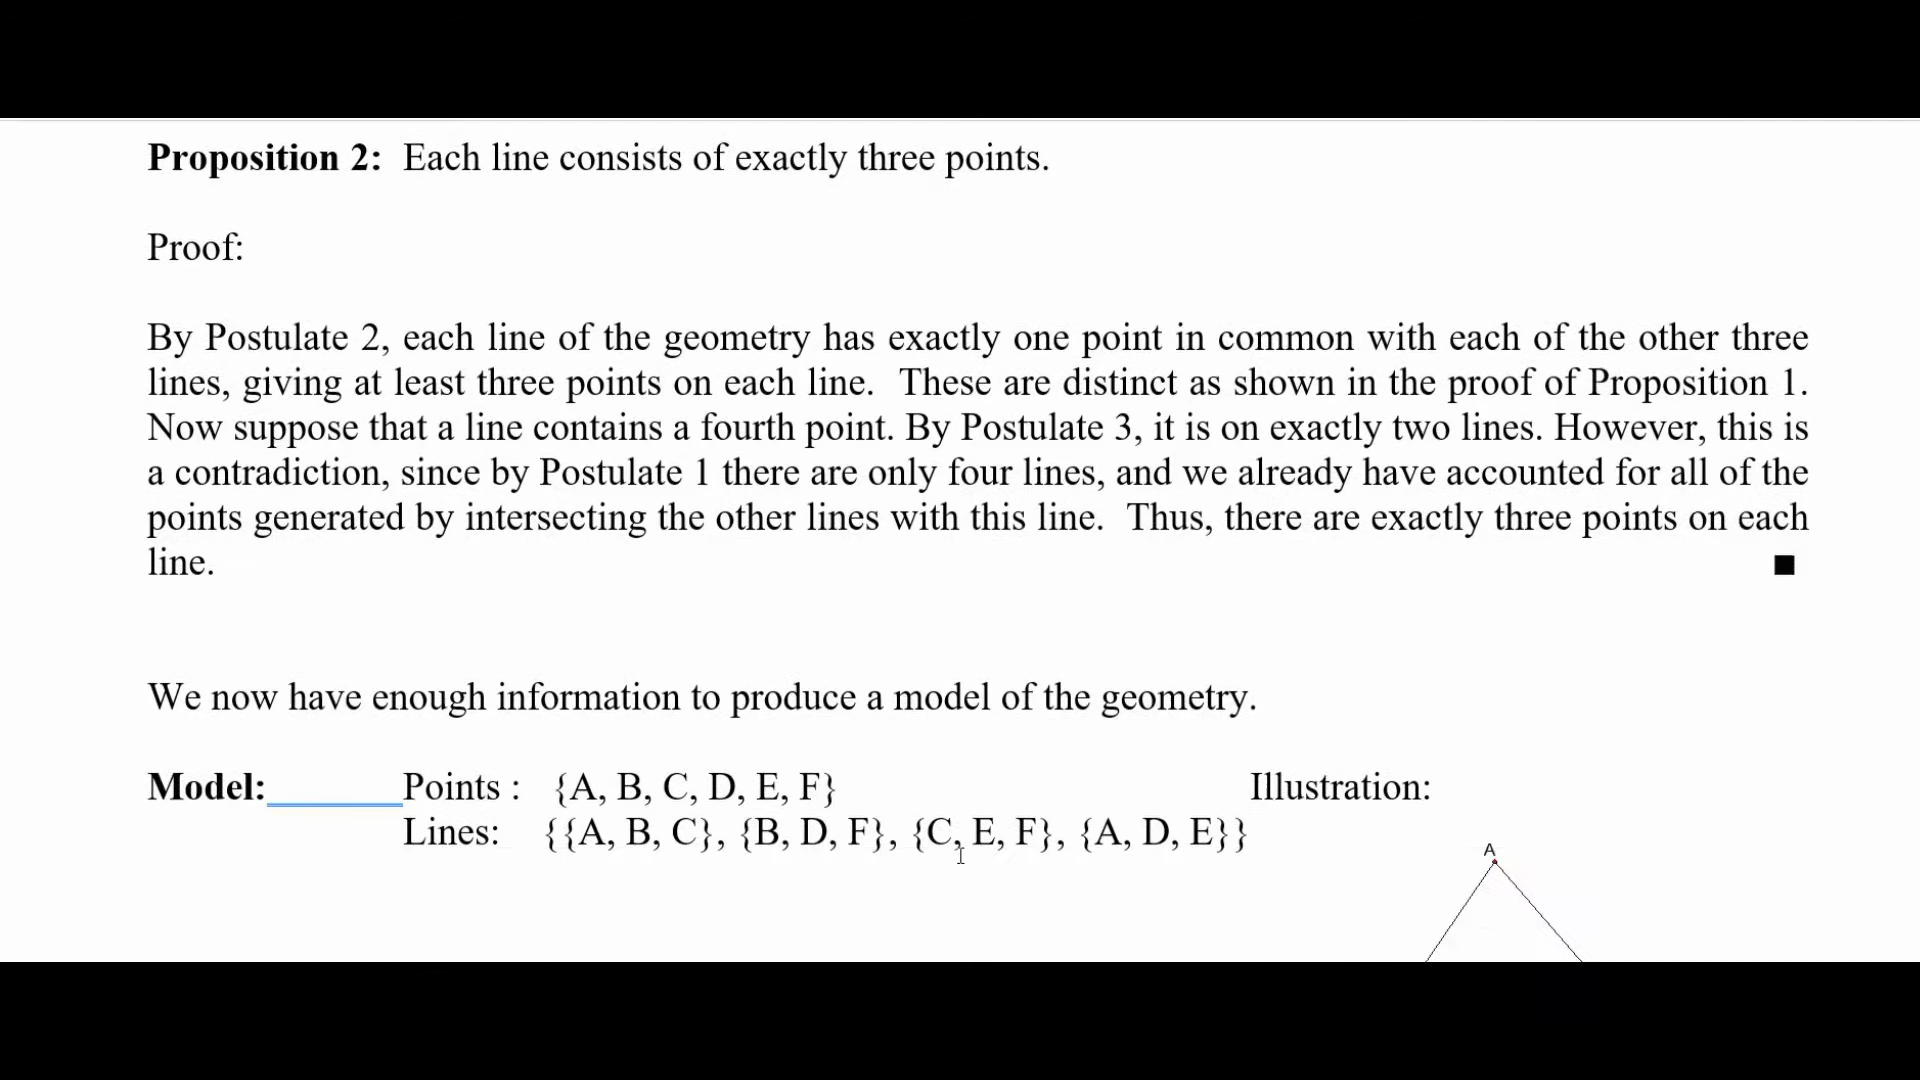 Proposition 2: Each line consists of exactly three points.
Proof:
By Postulate 2, each line of the geometry has exactly one point in common with each of the other three
lines, giving at least three points on each line. These are distinct as shown in the proof of Proposition 1.
Now suppose that a line contains a fourth point. By Postulate 3, it is on exactly two lines. However, this is
a contradiction, since by Postulate 1 there are only four lines, and we already have accounted for all of the
points generated by intersecting the other lines with this line. Thus, there are exactly three points on each
line. ■
We now have enough information to produce a model of the geometry.
Model: Points : {A, B, C, D, E, F} Illustration:
Lines: {{A, B, C}, {B, D, F}, {C, E, F}, {A, D, E}}
A